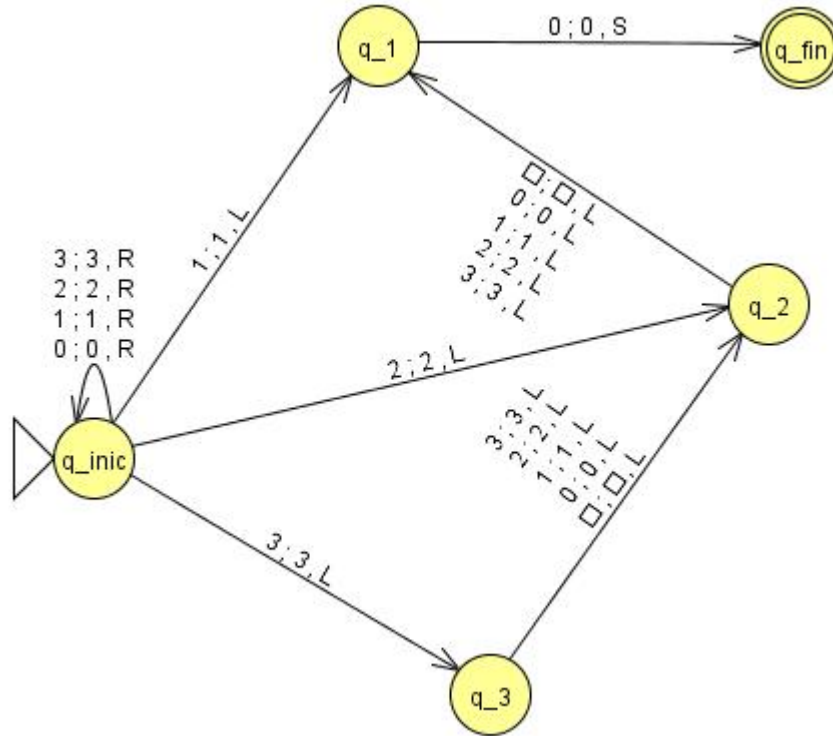 0 ; 0 , S
q_1
q_fin
□ ; □ , L
0 ; 0 , L
1 ; 1 , L
2 ; 2 , L
3 ; 3 , L
1 ; 1 , L
3 ; 3 , R
2 ; 2 , R
1 ; 1 , R
0 ; 0 , R
q_2
2 ; 2 , L
3 ; 3 , L
2 ; 2 , L
1 ; 1 , L
0 ; 0 , L
□ ; □ , L
q_inic
3 ; 3 , L
q_3